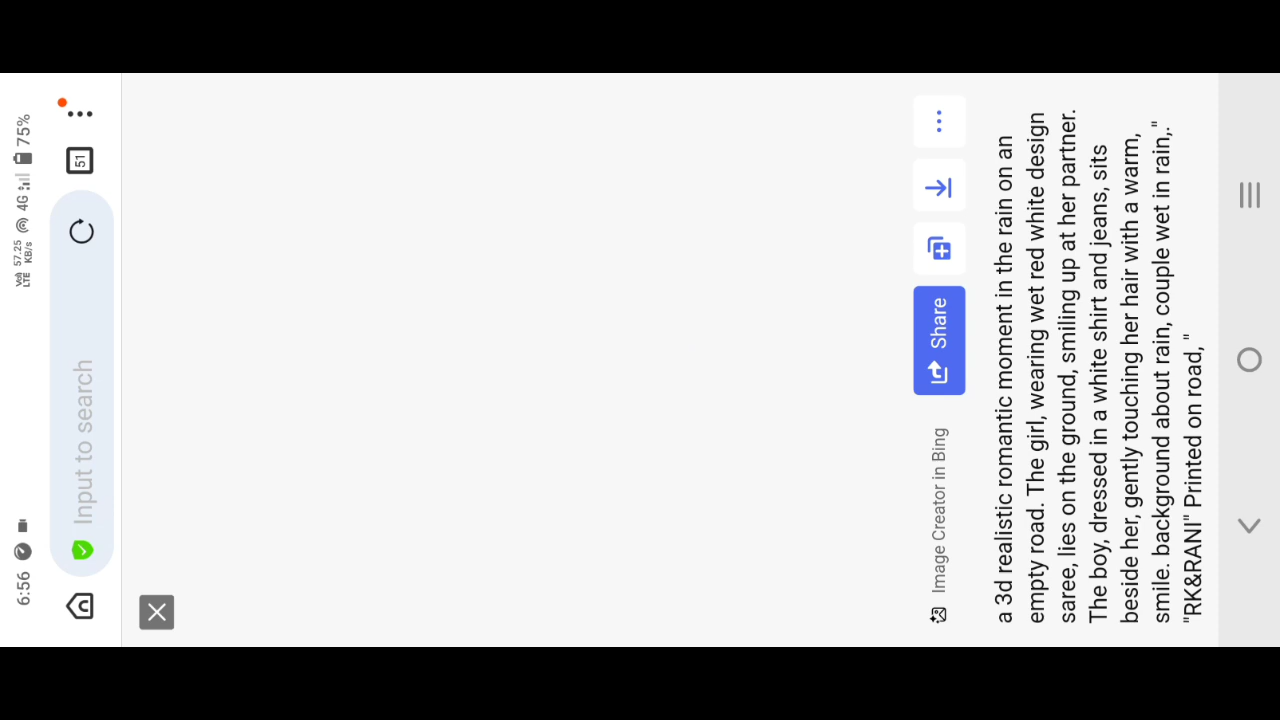 6:56
Vo) 57.25
LTE KB/s
4G
75%
Input to search
51
Image Creator in Bing
Share
a 3d realistic romantic moment in the rain on an
empty road. The girl, wearing wet red white design
saree, lies on the ground, smiling up at her partner.
The boy, dressed in a white shirt and jeans, sits
beside her, gently touching her hair with a warm,
smile. background about rain, couple wet in rain,."
"RK&RANI" Printed on road, "